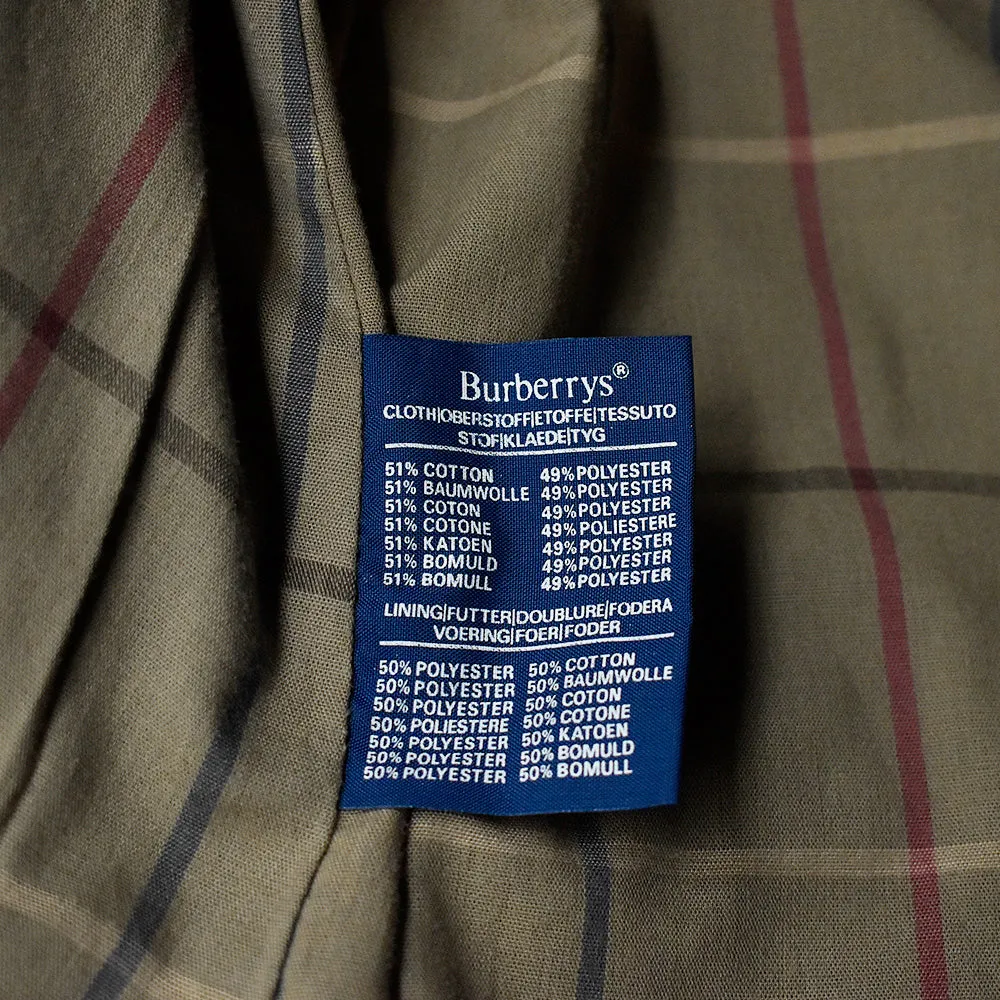 Burberrys®
CLOTH|OBERSTOFF|ETOFFE|TESSUTO
STOF|KLAEDE|TYG
51% COTTON 49% POLYESTER
51% BAUMWOLLE 49% POLYESTER
51% COTON 49% POLYESTER
51% COTONE 49% POLIESTERE
51% KATOEN 49% POLYESTER
51% BOMULD 49% POLYESTER
51% BOMULL 49% POLYESTER
LINING|FUTTER|DOUBLURE|FODERA
VOERING|FOER|FODER
50% POLYESTER 50% COTTON
50% POLYESTER 50% BAUMWOLLE
50% POLYESTER 50% COTON
50% POLIESTERE 50% COTONE
50% POLYESTER 50% KATOEN
50% POLYESTER 50% BOMULD
50% POLYESTER 50% BOMULL